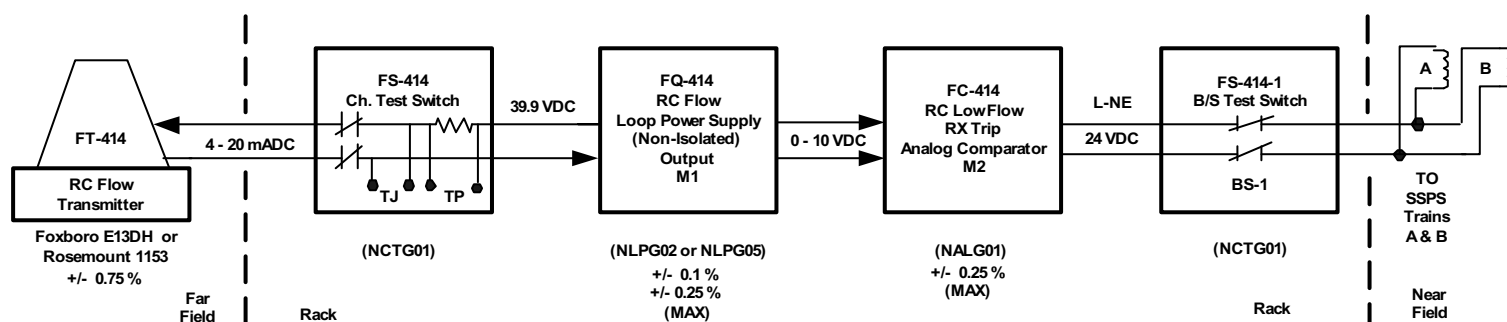 FT-414
RC Flow
Transmitter
Foxboro E13DH or
Rosemount 1153
+/- 0.75 %
Far
Field
4 - 20 mADC
FS-414
Ch. Test Switch
TJ
TP
(NCTG01)
Rack
39.9 VDC
FQ-414
RC Flow
Loop Power Supply
(Non-Isolated)
Output
M1
(NLPG02 or NLPG05)
+/- 0.1 %
+/- 0.25 %
(MAX)
0 - 10 VDC
FC-414
RC Low Flow
RX Trip
Analog Comparator
M2
(NALG01)
+/- 0.25 %
(MAX)
L-NE
24 VDC
FS-414-1
B/S Test Switch
BS-1
(NCTG01)
Rack
A
B
TO
SSPS
Trains
A & B
Near
Field